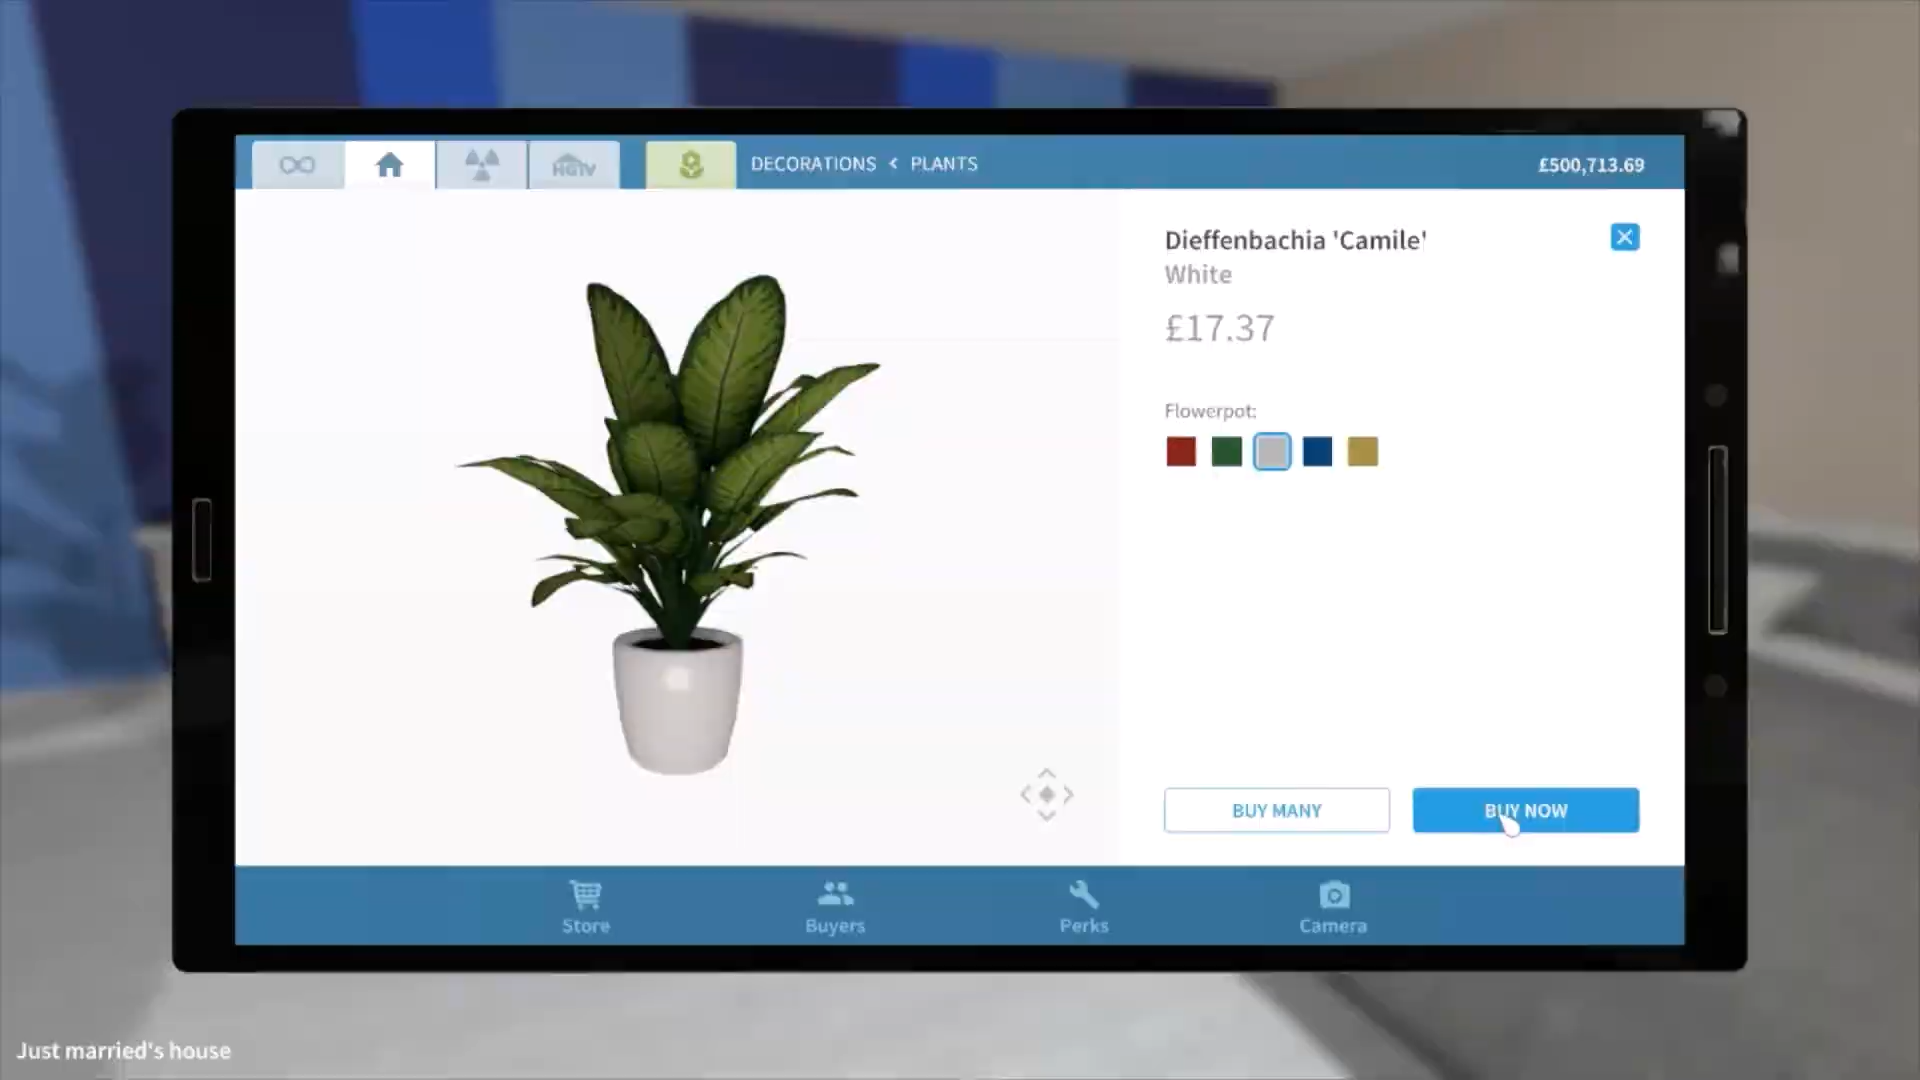 HGTV
DECORATIONS < PLANTS
£500,713.69
Dieffenbachia 'Camile'
White
£17.37
Flowerpot:
BUY MANY
BUY NOW
Store
Buyers
Perks
Camera
Just married's house